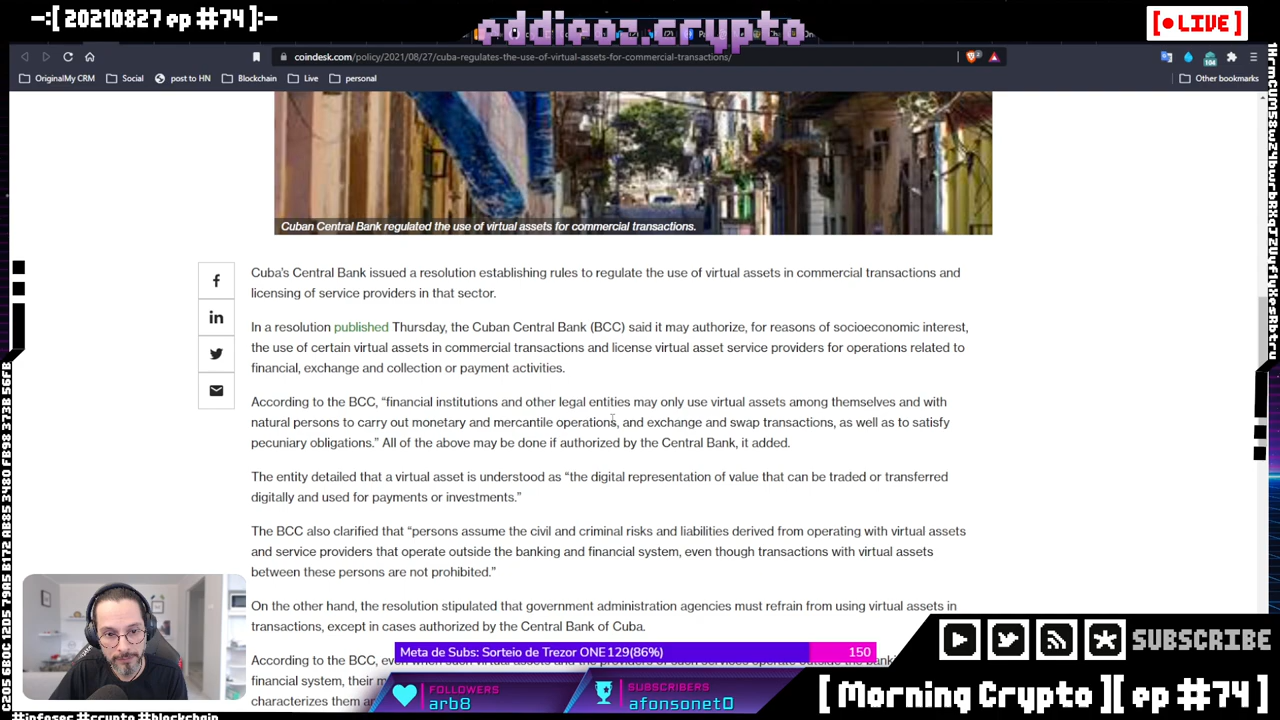 -:[ 20210827 ep #74 ]:-
eddieoz.crypto
[ LIVE ]
coindesk.com/policy/2021/08/27/cuba-regulates-the-use-of-virtual-assets-for-commercial-transactions/
OriginalMy CRM
Social
post to HN
Blockchain
Live
personal
Other bookmarks
104
Cuban Central Bank regulated the use of virtual assets for commercial transactions.
Cuba's Central Bank issued a resolution establishing rules to regulate the use of virtual assets in commercial transactions and
licensing of service providers in that sector.
In a resolution published Thursday, the Cuban Central Bank (BCC) said it may authorize, for reasons of socioeconomic interest,
the use of certain virtual assets in commercial transactions and license virtual asset service providers for operations related to
financial, exchange and collection or payment activities.
According to the BCC, “financial institutions and other legal entities may only use virtual assets among themselves and with
natural persons to carry out monetary and mercantile operations, and exchange and swap transactions, as well as to satisfy
pecuniary obligations.” All of the above may be done if authorized by the Central Bank, it added.
The entity detailed that a virtual asset is understood as “the digital representation of value that can be traded or transferred
digitally and used for payments or investments.”
The BCC also clarified that “persons assume the civil and criminal risks and liabilities derived from operating with virtual assets
and service providers that operate outside the banking and financial system, even though transactions with virtual assets
between these persons are not prohibited.”
On the other hand, the resolution stipulated that government administration agencies must refrain from using virtual assets in
transactions, except in cases authorized by the Central Bank of Cuba.
According to the BCC,
financial system, their
characterizes them
Meta de Subs: Sorteio de Trezor ONE 129(86%)
150
FOLLOWERS
arb8
SUBSCRIBERS
afonsonet0
SUBSCRIBE
[ Morning Crypto ][ ep #74 ]
#infosec #crypto #blockchain